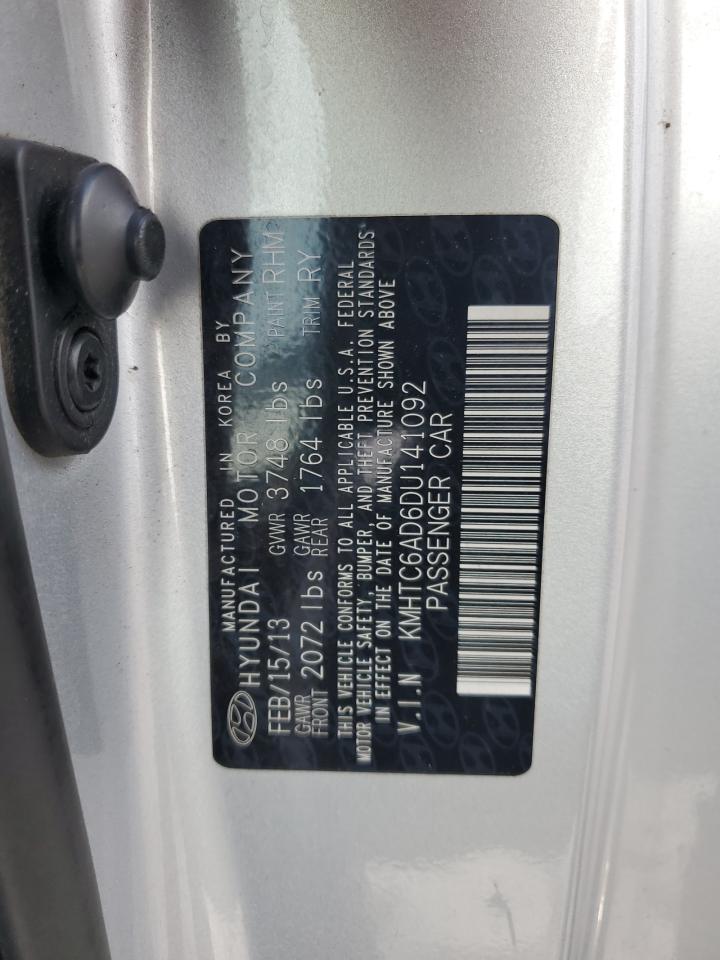 MANUFACTURED IN KOREA BY
HYUNDAI MOTOR COMPANY
FEB/15/13 GVWR 3748 lbs PAINT RHM
GAWR FRONT 2072 lbs GAWR REAR 1764 lbs TRIM RY
THIS VEHICLE CONFORMS TO ALL APPLICABLE U.S.A. FEDERAL
MOTOR VEHICLE SAFETY, BUMPER, AND THEFT PREVENTION STANDARDS
IN EFFECT ON THE DATE OF MANUFACTURE SHOWN ABOVE
V.I.N KMHTC6AD6DU141092
PASSENGER CAR